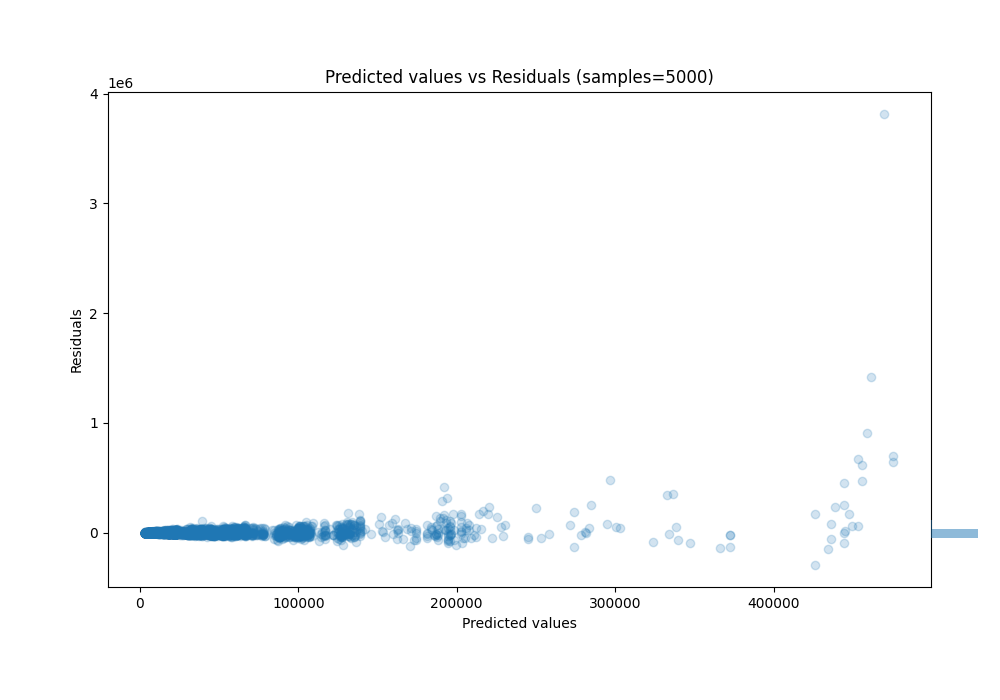 Predicted values vs Residuals (samples=5000)
1e6
4
3
2
1
0
Residuals
0
100000
200000
300000
400000
Predicted values